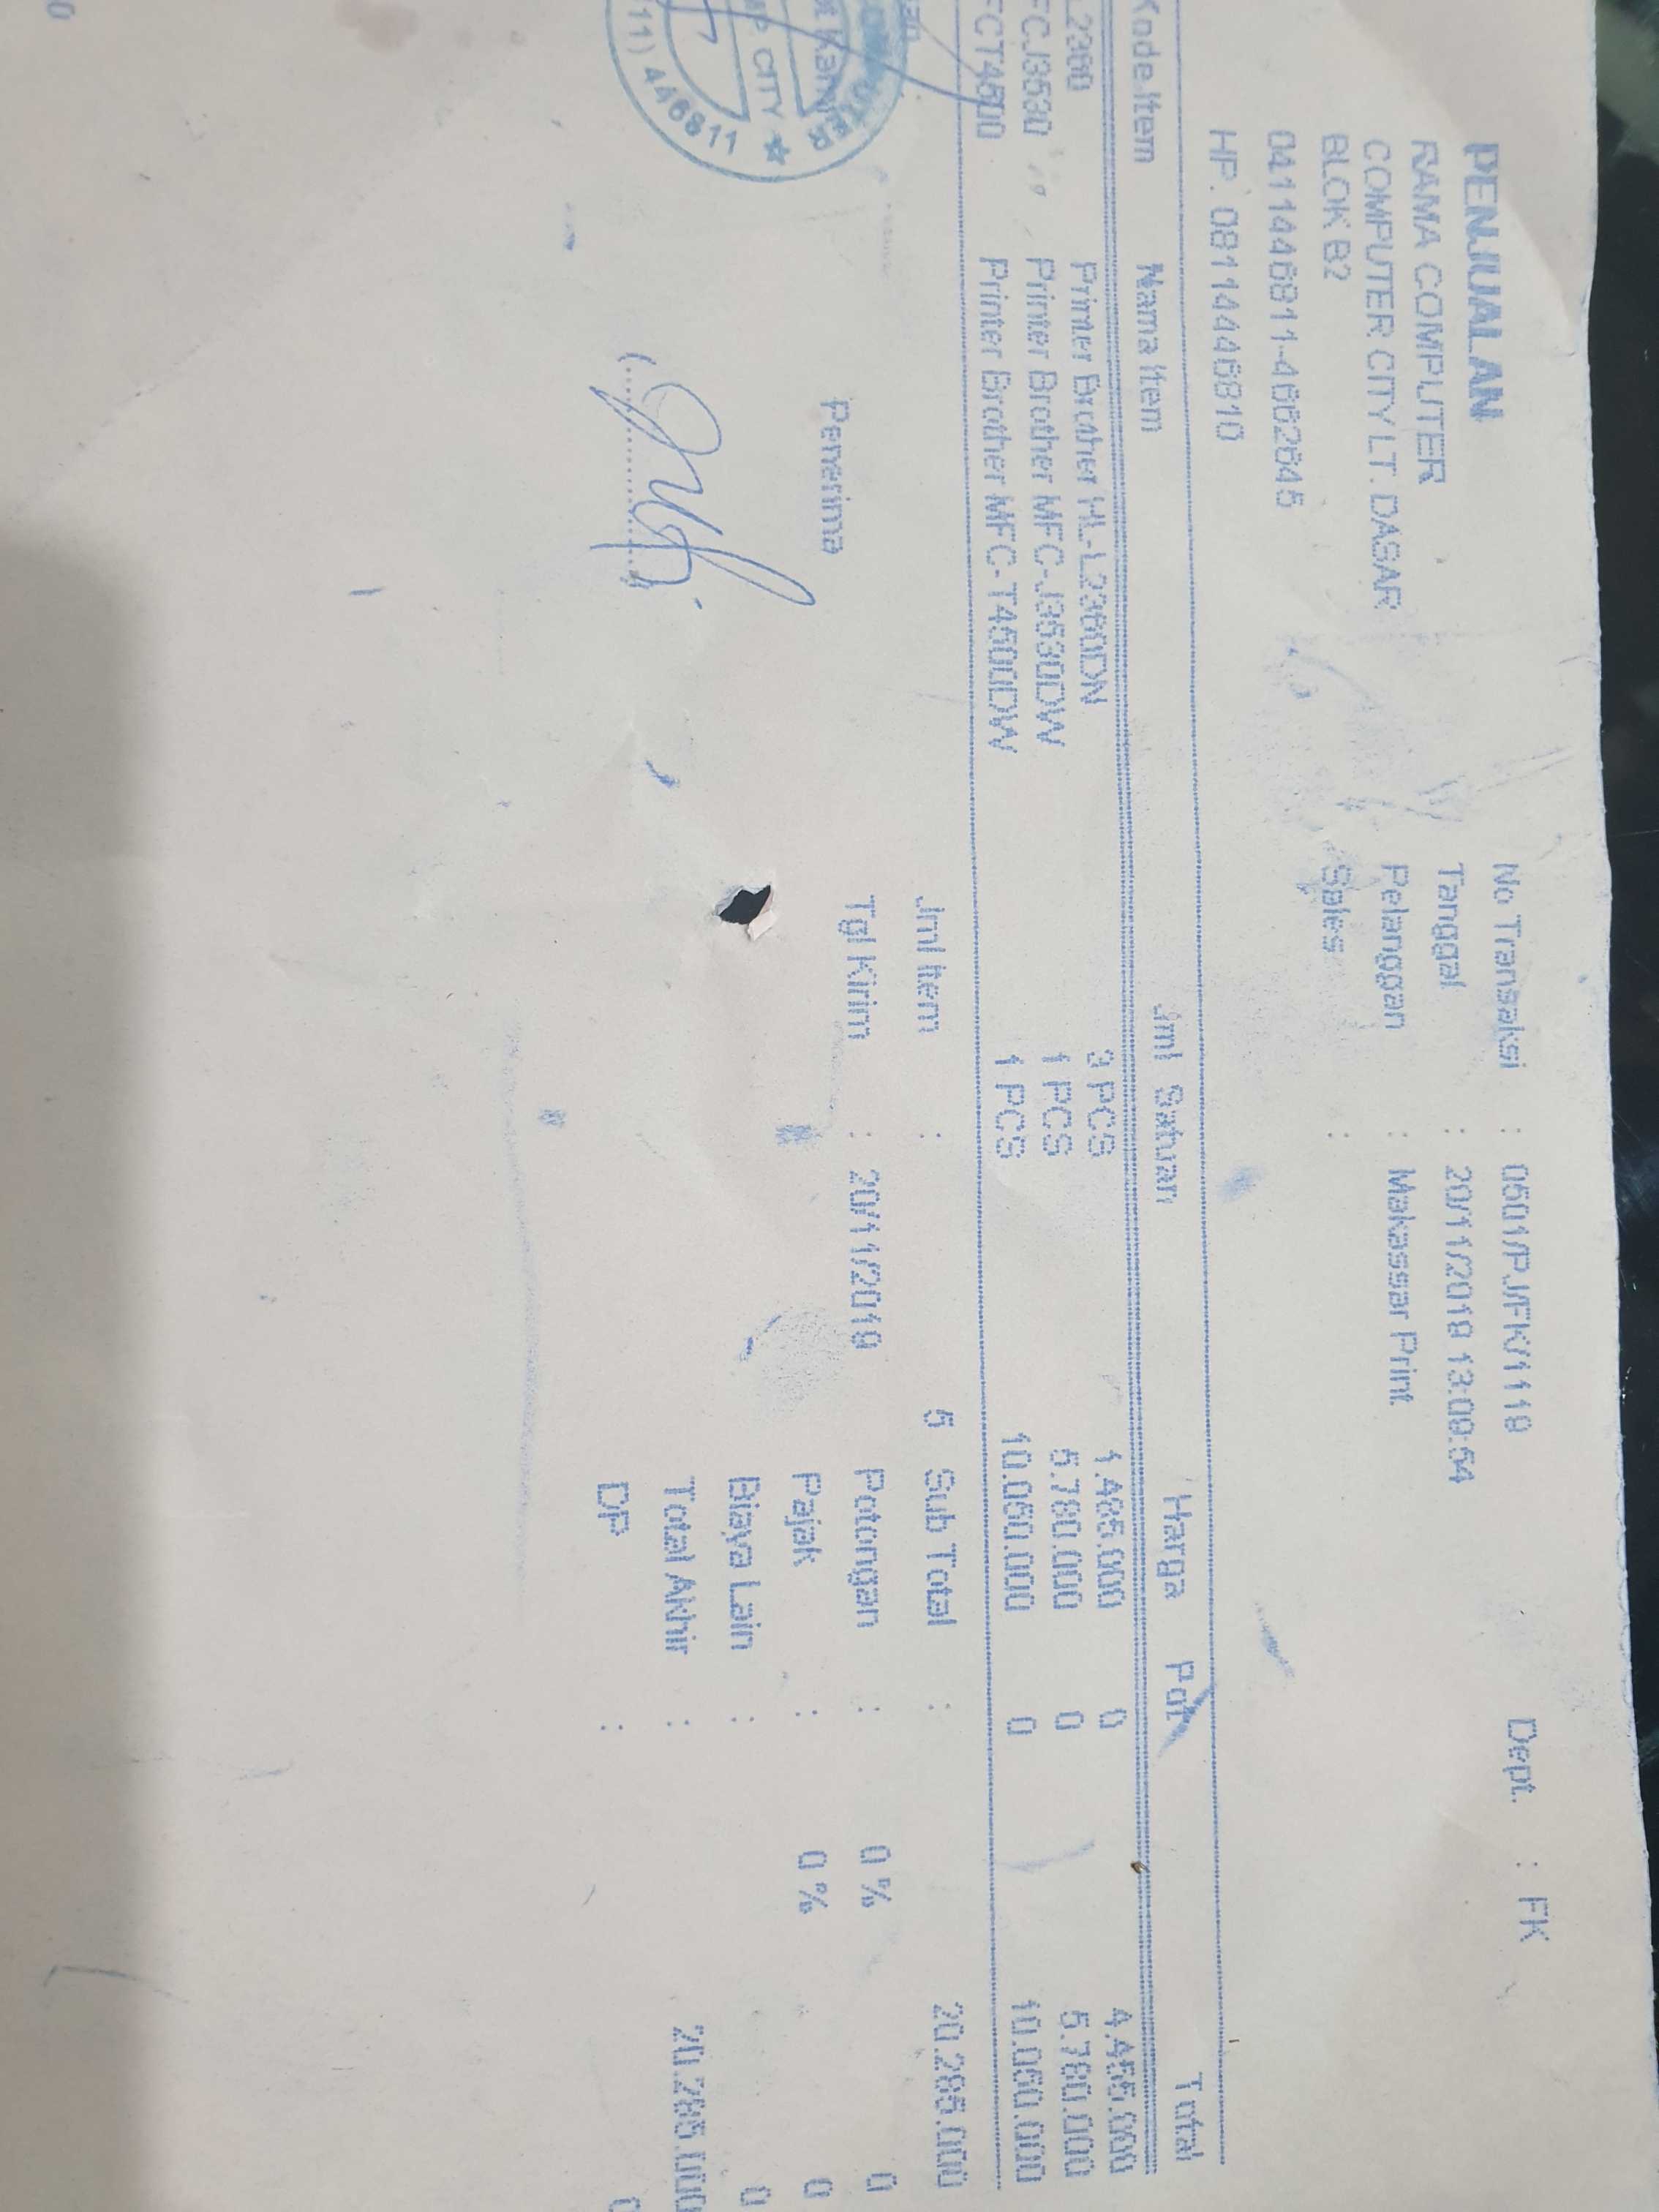 PENJUALAN
RAMA COMPUTER
COMPUTER CITY LT. DASAR
BLOK B2
0411446811-4662645
HP. 0811446810
No Transaksi : 0501/PJ/FK/1119 Dept. : FK
Tanggal : 20/11/2019 13:09:54
Pelanggan : Makassar Print
Sales :
Kode Item Nama Item Jml Satuan Harga Pot Total
L2360 Printer Brother HL-L2360DN 3 PCS 1.485.000 0 4.455.000
FCJ3530 Printer Brother MFC-J3530DW 1 PCS 5.780.000 0 5.780.000
FCT4500 Printer Brother MFC-T4500DW 1 PCS 10.050.000 0 10.050.000
Jml Item : 5 Sub Total : 20.285.000
Penerima Tgl Kirim : 20/11/2019 Potongan : 0 % 0
Pajak : 0 % 0
Biaya Lain : 0
Total Akhir : 20.285.000
DP : 0
CITY
11) 446811